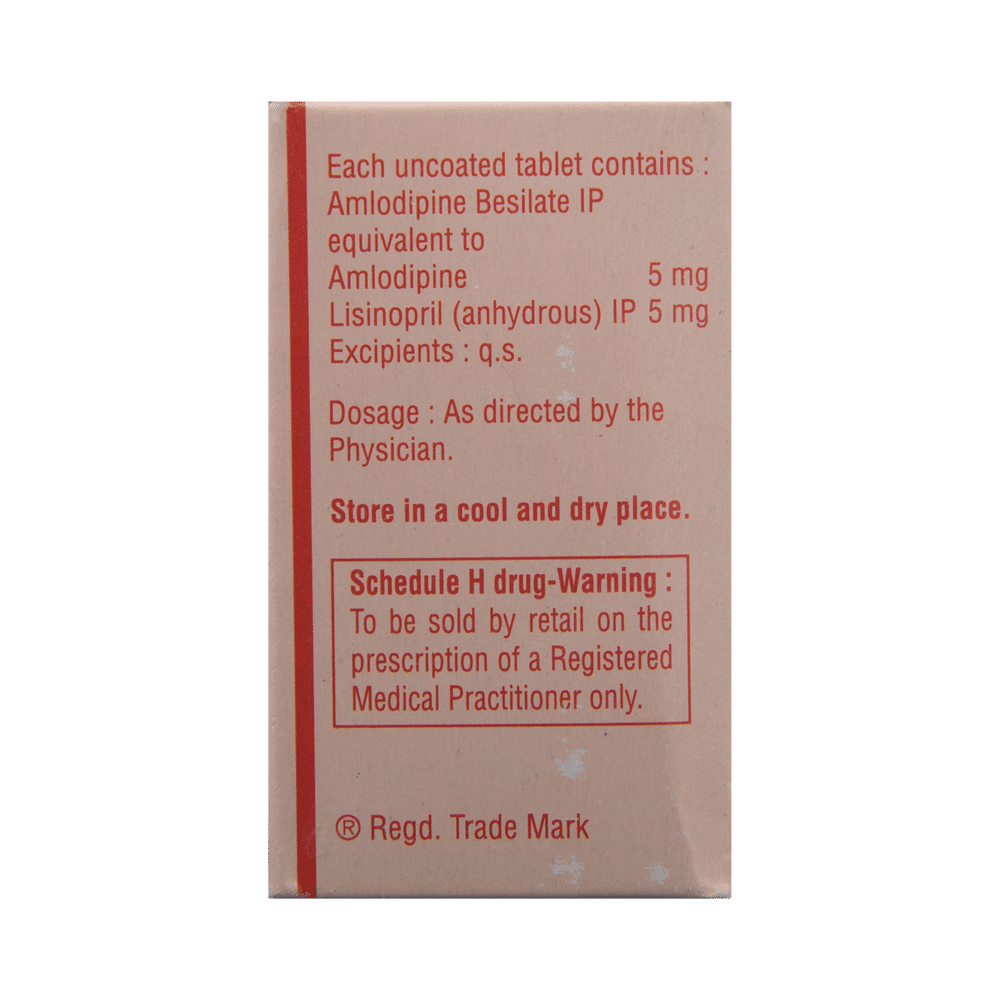 Each uncoated tablet contains :
Amlodipine Besilate IP
equivalent to
Amlodipine 5 mg
Lisinopril (anhydrous) IP 5 mg
Excipients : q.s.
Dosage : As directed by the
Physician.
Store in a cool and dry place.
Schedule H drug-Warning :
To be sold by retail on the
prescription of a Registered
Medical Practitioner only.
® Regd. Trade Mark